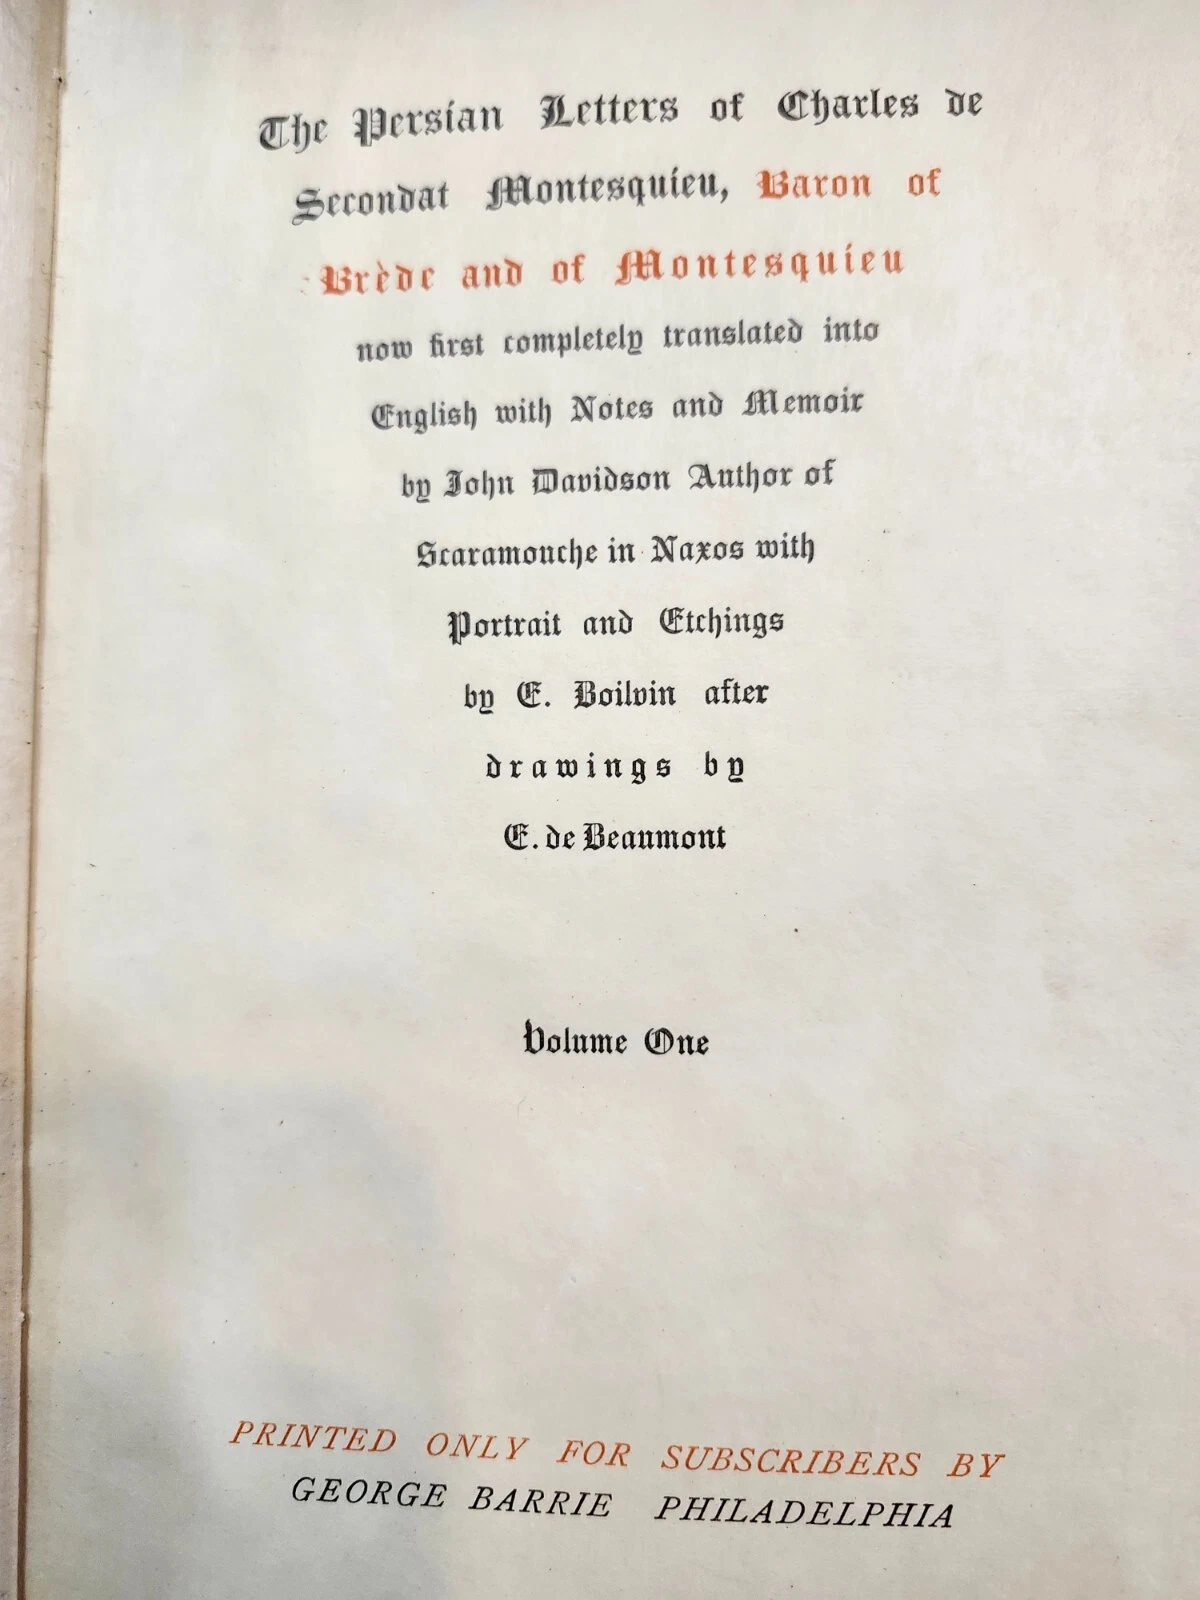 The Persian Letters of Charles de
Secondat Montesquieu, Baron of
Brède and of Montesquieu
now first completely translated into
English with Notes and Memoir
by John Davidson Author of
Scaramouche in Naxos with
Portrait and Etchings
by E. Boilvin after
drawings by
E. de Beaumont
Volume One
PRINTED ONLY FOR SUBSCRIBERS BY
GEORGE BARRIE PHILADELPHIA